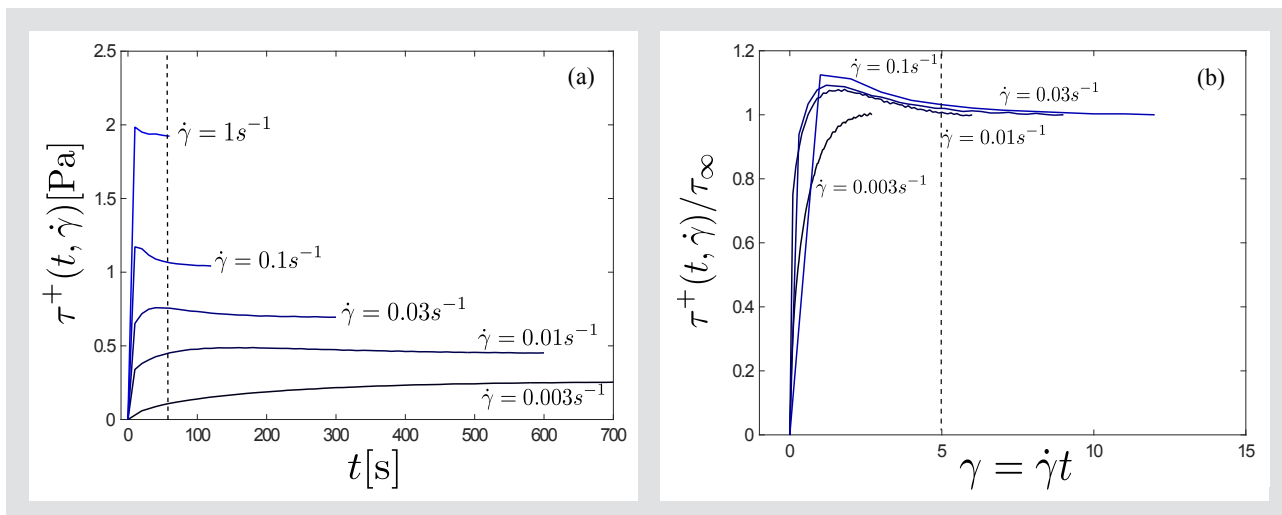 (a)
2.5
2
1.5
1
0.5
0
τ⁺(t, γ̇)[Pa]
γ̇ = 1s⁻¹
γ̇ = 0.1s⁻¹
γ̇ = 0.03s⁻¹
γ̇ = 0.01s⁻¹
γ̇ = 0.003s⁻¹
0 100 200 300 400 500 600 700
t[s]
(b)
1.2
1
0.8
0.6
0.4
0.2
0
τ⁺(t, γ̇)/τ∞
γ̇ = 0.1s⁻¹
γ̇ = 0.03s⁻¹
γ̇ = 0.01s⁻¹
γ̇ = 0.003s⁻¹
0 5 10 15
γ = γ̇t